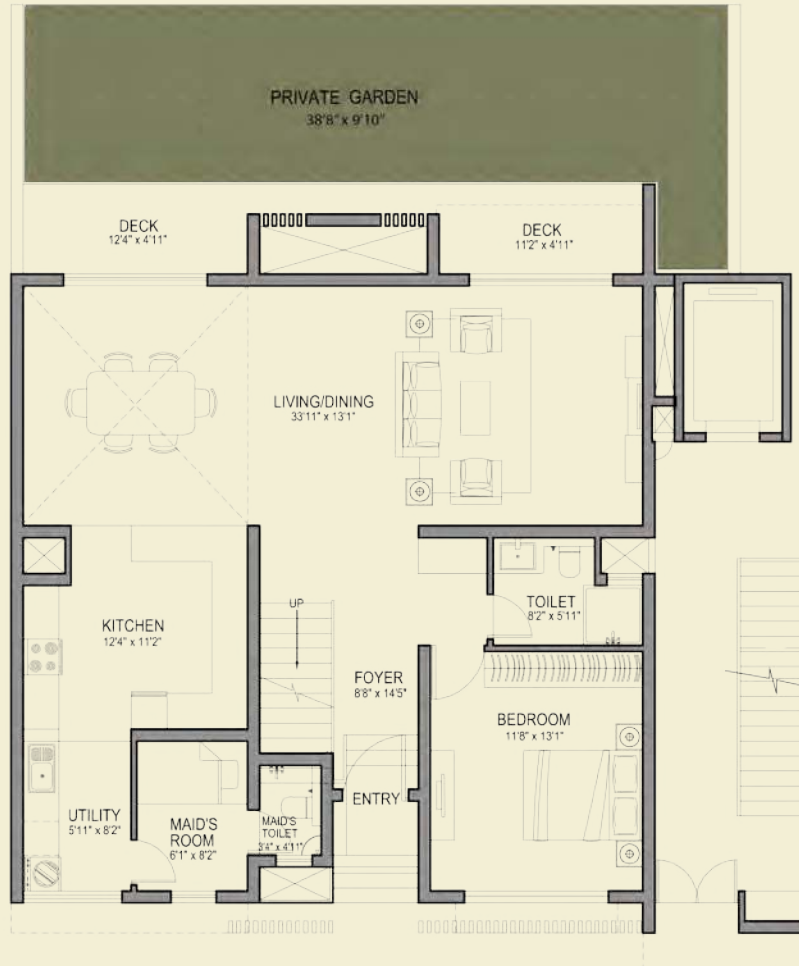 PRIVATE GARDEN
38'8" x 9'10"
DECK
12'4" x 4'11"
DECK
11'2" x 4'11"
LIVING/DINING
33'11" x 13'1"
KITCHEN
12'4" x 11'2"
UP
TOILET
8'2" x 5'11"
FOYER
8'8" x 14'5"
BEDROOM
11'8" x 13'1"
ENTRY
UTILITY
5'11" x 8'2"
MAID'S
ROOM
6'1" x 8'2"
MAID'S
TOILET
3'4" x 4'11"